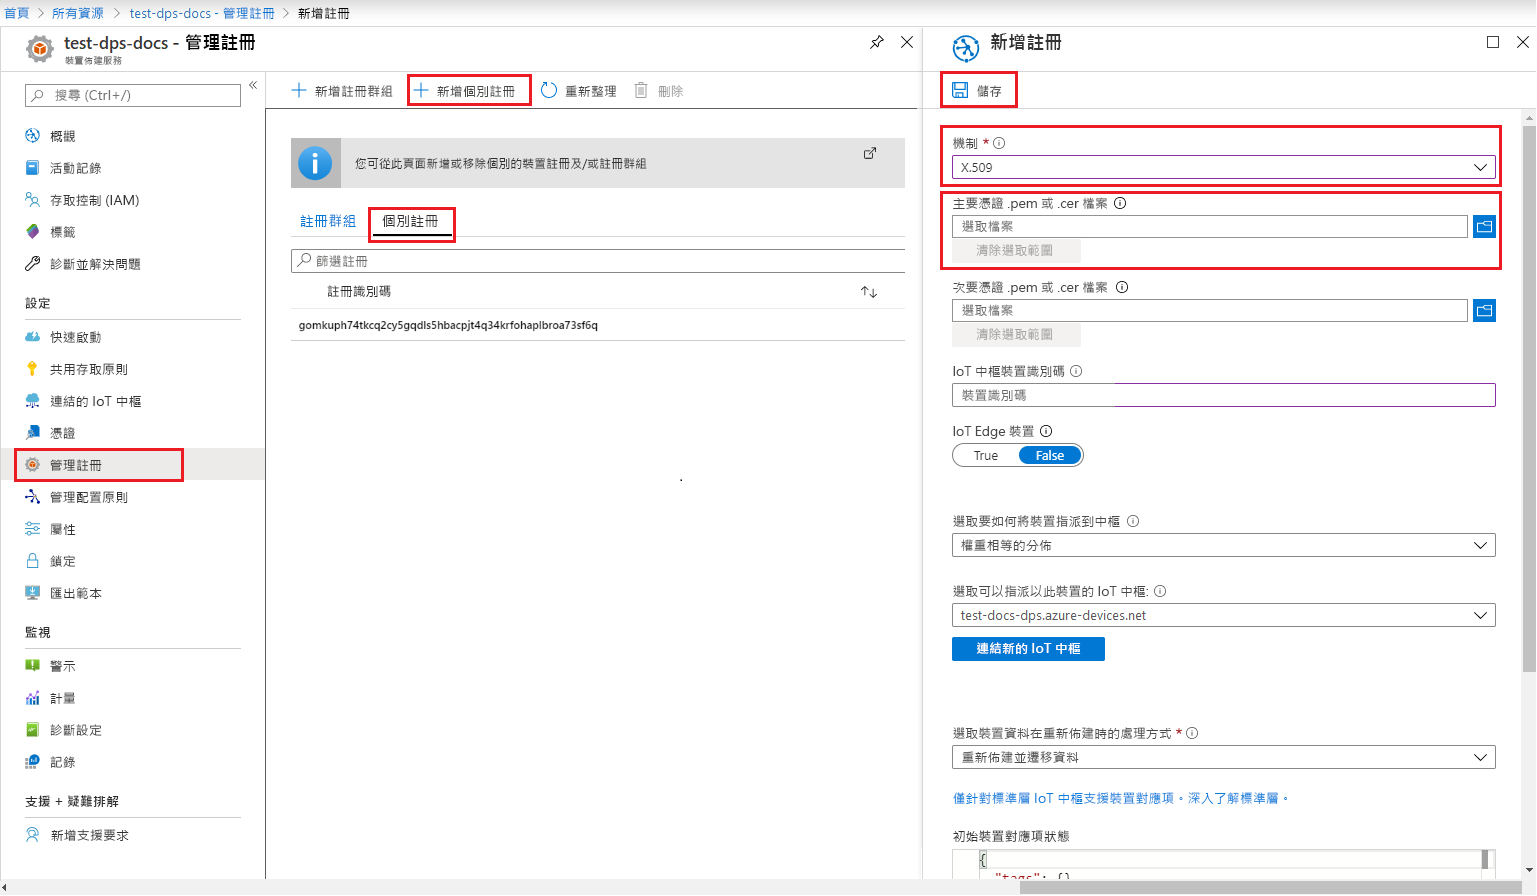 首頁 > 所有資源 > test-dps-docs - 管理註冊 > 新增註冊
test-dps-docs - 管理註冊
裝置佈建服務
搜尋 (Ctrl+/)
«
概觀
活動記錄
存取控制 (IAM)
標籤
診斷並解決問題
設定
快速啟動
共用存取原則
連結的 IoT 中樞
憑證
管理註冊
管理配置原則
屬性
鎖定
匯出範本
監視
警示
計量
診斷設定
記錄
支援 + 疑難排解
新增支援要求
新增註冊群組
新增個別註冊
重新整理
刪除
您可從此頁面新增或移除個別的裝置註冊及/或註冊群組
註冊群組
個別註冊
篩選註冊
註冊識別碼
gomkuph74tkcq2cy5gqdls5hbacpjt4q34krfohaplbroa73sf6q
新增註冊
儲存
機制 *
X.509
主要憑證 .pem 或 .cer 檔案
選取檔案
清除選取範圍
次要憑證 .pem 或 .cer 檔案
選取檔案
清除選取範圍
IoT 中樞裝置識別碼
裝置識別碼
IoT Edge 裝置
True False
選取要如何將裝置指派到中樞
權重相等的分佈
選取可以指派以此裝置的 IoT 中樞:
test-docs-dps.azure-devices.net
連結新的 IoT 中樞
選取裝置資料在重新佈建時的處理方式 *
重新佈建並遷移資料
僅針對標準層 IoT 中樞支援裝置對應項。深入了解標準層。
初始裝置對應項狀態
{
"tags": {}